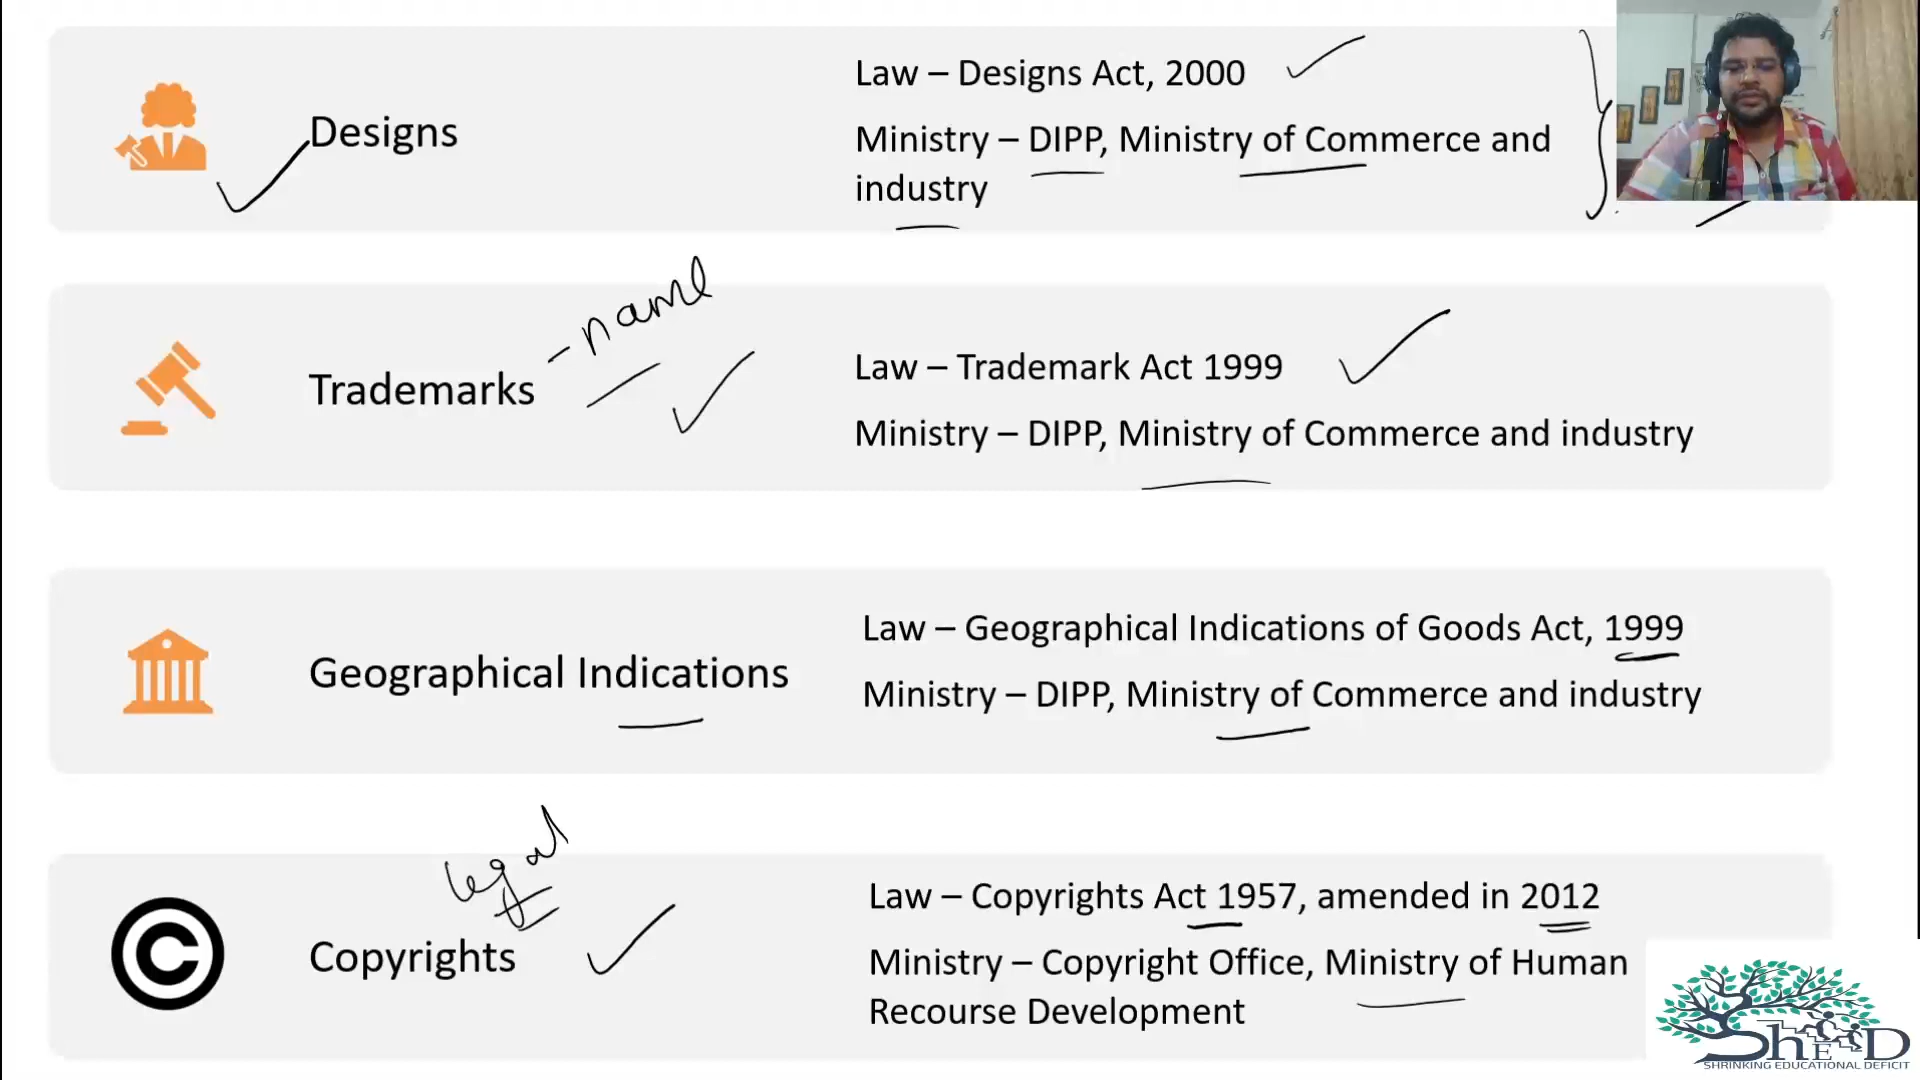 Designs
Law – Designs Act, 2000
Ministry – DIPP, Ministry of Commerce and
industry
– name
Trademarks
Law – Trademark Act 1999
Ministry – DIPP, Ministry of Commerce and industry
Geographical Indications
Law – Geographical Indications of Goods Act, 1999
Ministry – DIPP, Ministry of Commerce and industry
legal
Copyrights
Law – Copyrights Act 1957, amended in 2012
Ministry – Copyright Office, Ministry of Human
Recourse Development
ShED
SHRINKING EDUCATIONAL DEFICIT